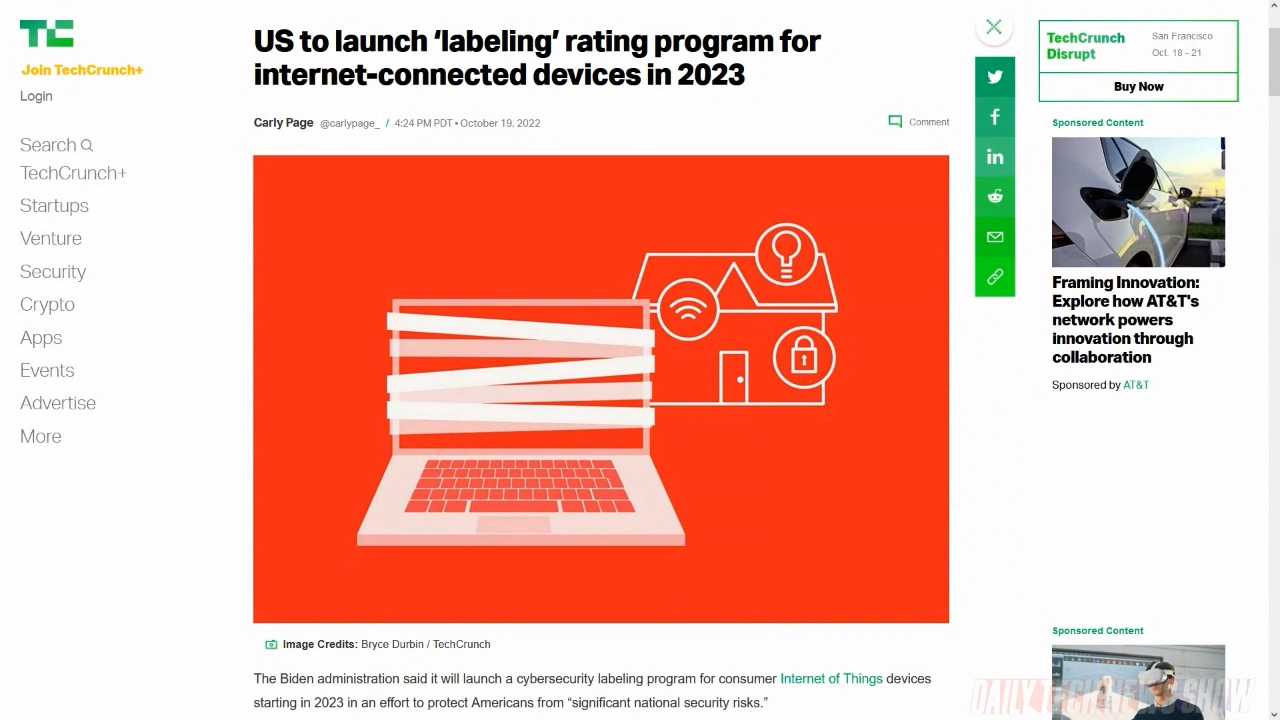 TC
Join TechCrunch+
Login
Search
TechCrunch+
Startups
Venture
Security
Crypto
Apps
Events
Advertise
More
US to launch ‘labeling’ rating program for
internet-connected devices in 2023
Carly Page @carlypage_ / 4:24 PM PDT • October 19, 2022
Comment
Image Credits: Bryce Durbin / TechCrunch
The Biden administration said it will launch a cybersecurity labeling program for consumer Internet of Things devices
starting in 2023 in an effort to protect Americans from “significant national security risks.”
f
in
TechCrunch
Disrupt
San Francisco
Oct. 18 - 21
Buy Now
Sponsored Content
Framing Innovation:
Explore how AT&T's
network powers
innovation through
collaboration
Sponsored by AT&T
Sponsored Content
DAILY TECH NEWS SHOW